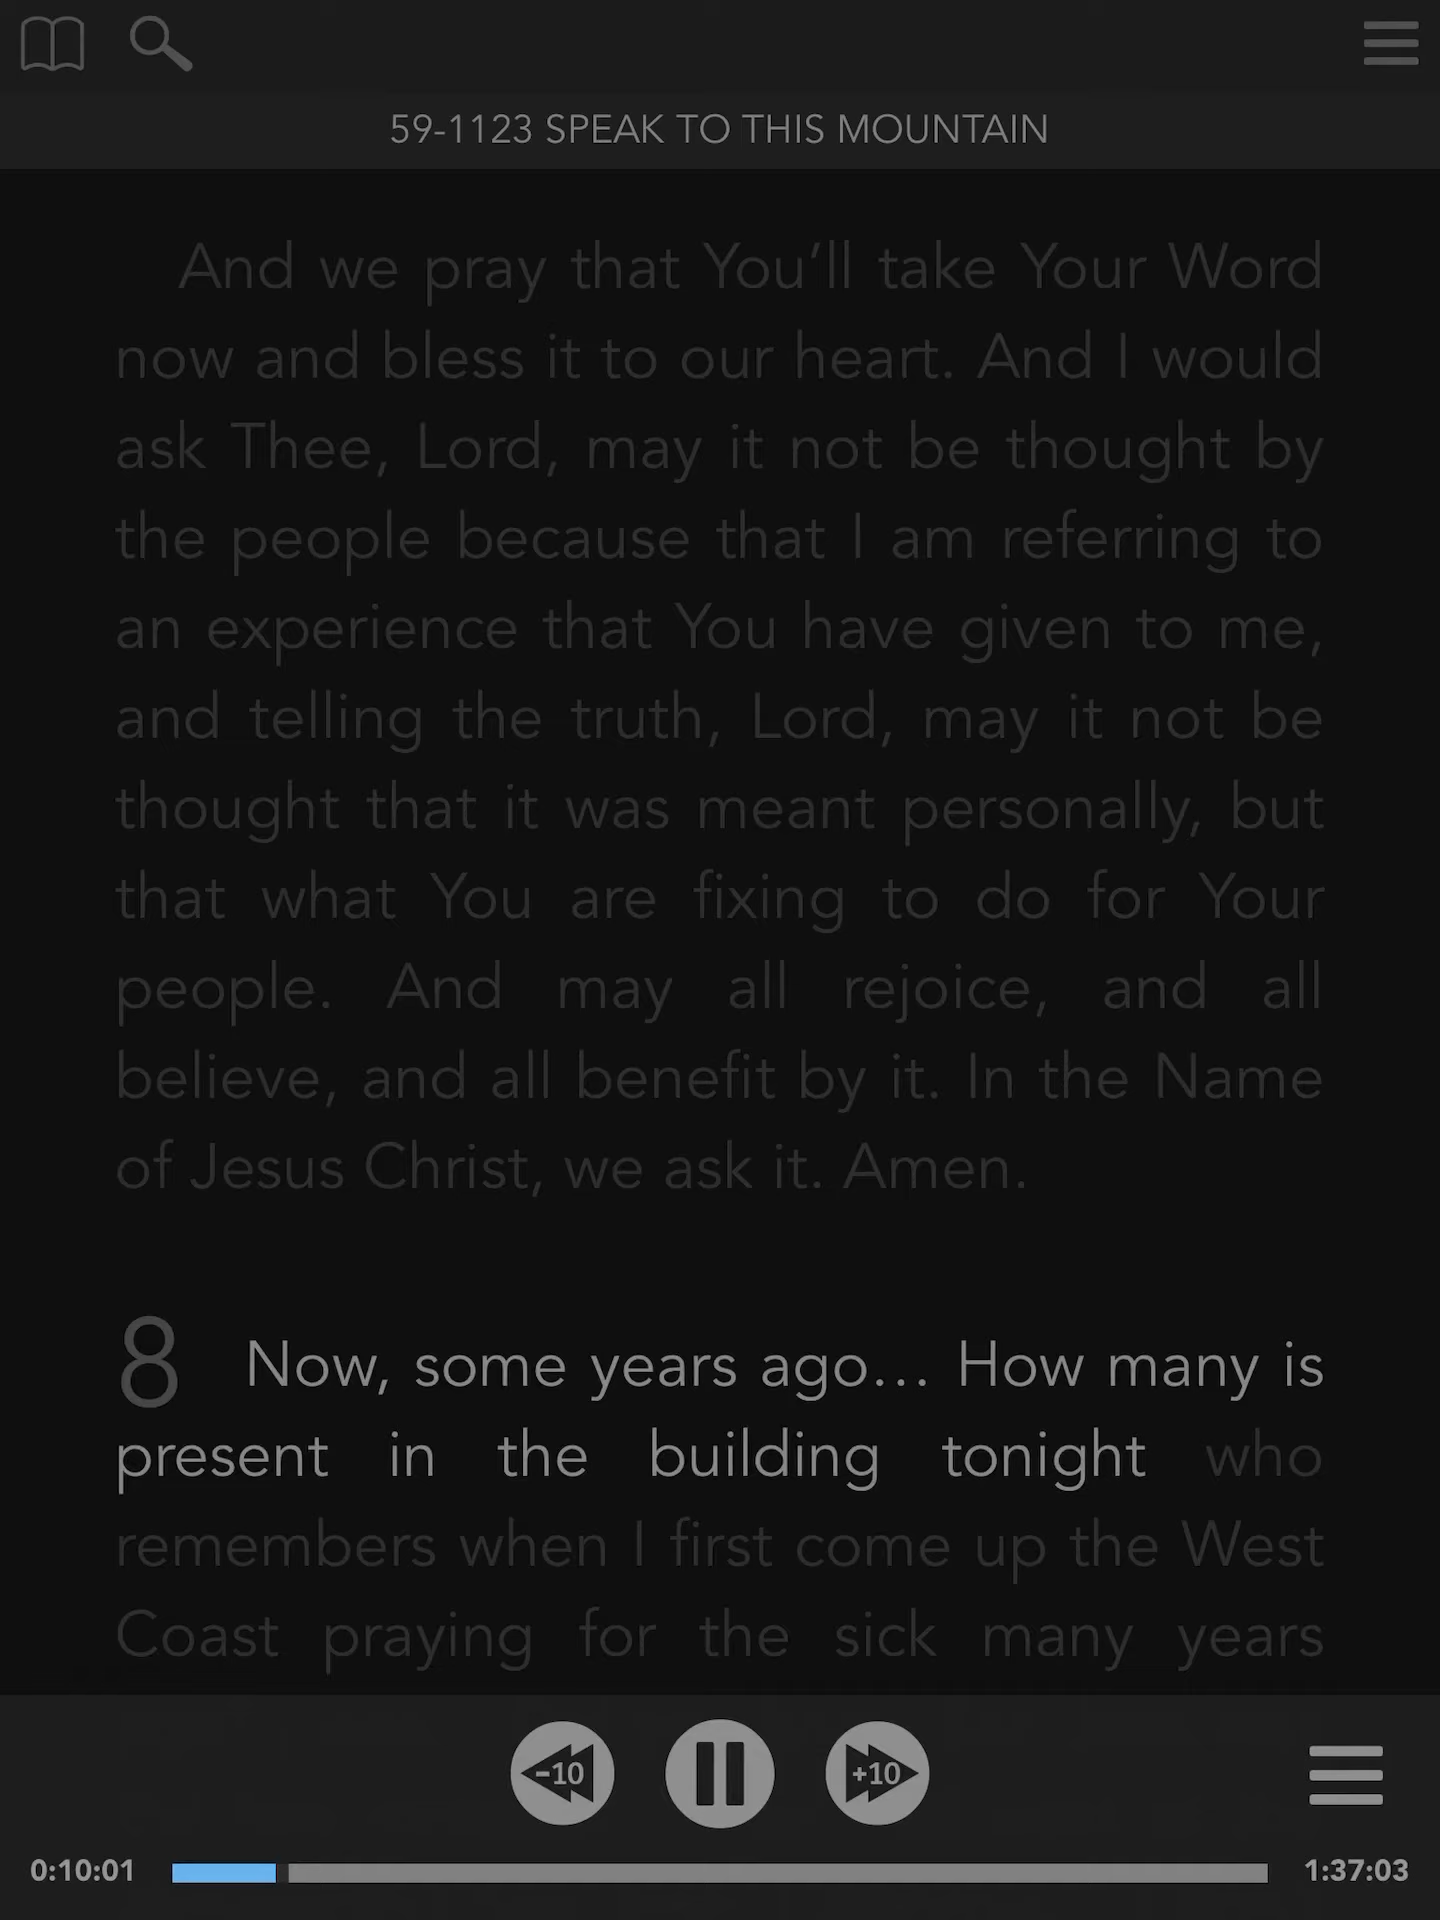 59-1123 SPEAK TO THIS MOUNTAIN
And we pray that You’ll take Your Word
now and bless it to our heart. And I would
ask Thee, Lord, may it not be thought by
the people because that I am referring to
an experience that You have given to me,
and telling the truth, Lord, may it not be
thought that it was meant personally, but
that what You are fixing to do for Your
people. And may all rejoice, and all
believe, and all benefit by it. In the Name
of Jesus Christ, we ask it. Amen.
8 Now, some years ago… How many is
present in the building tonight who
remembers when I first come up the West
Coast praying for the sick many years
-10 +10
0:10:01 1:37:03